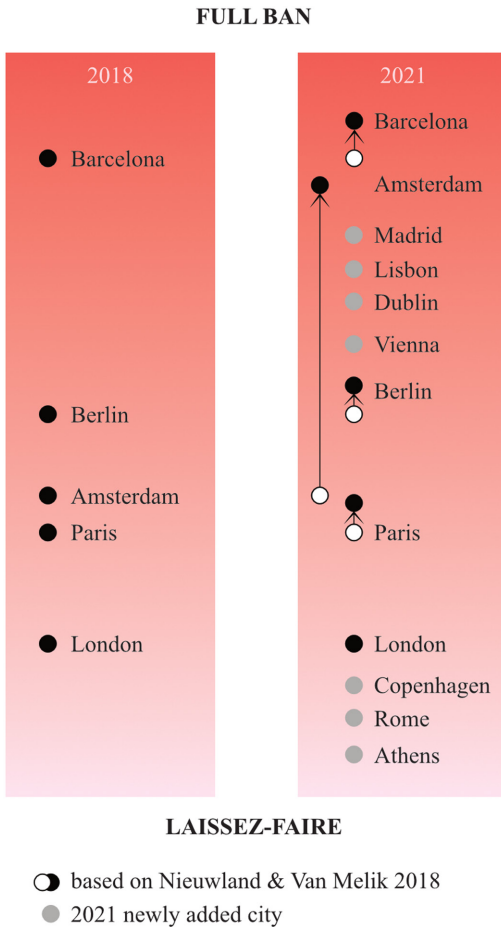 FULL BAN
2018
Barcelona
Berlin
Amsterdam
Paris
London
2021
Barcelona
Amsterdam
Madrid
Lisbon
Dublin
Vienna
Berlin
Paris
London
Copenhagen
Rome
Athens
LAISSEZ-FAIRE
based on Nieuwland & Van Melik 2018
2021 newly added city